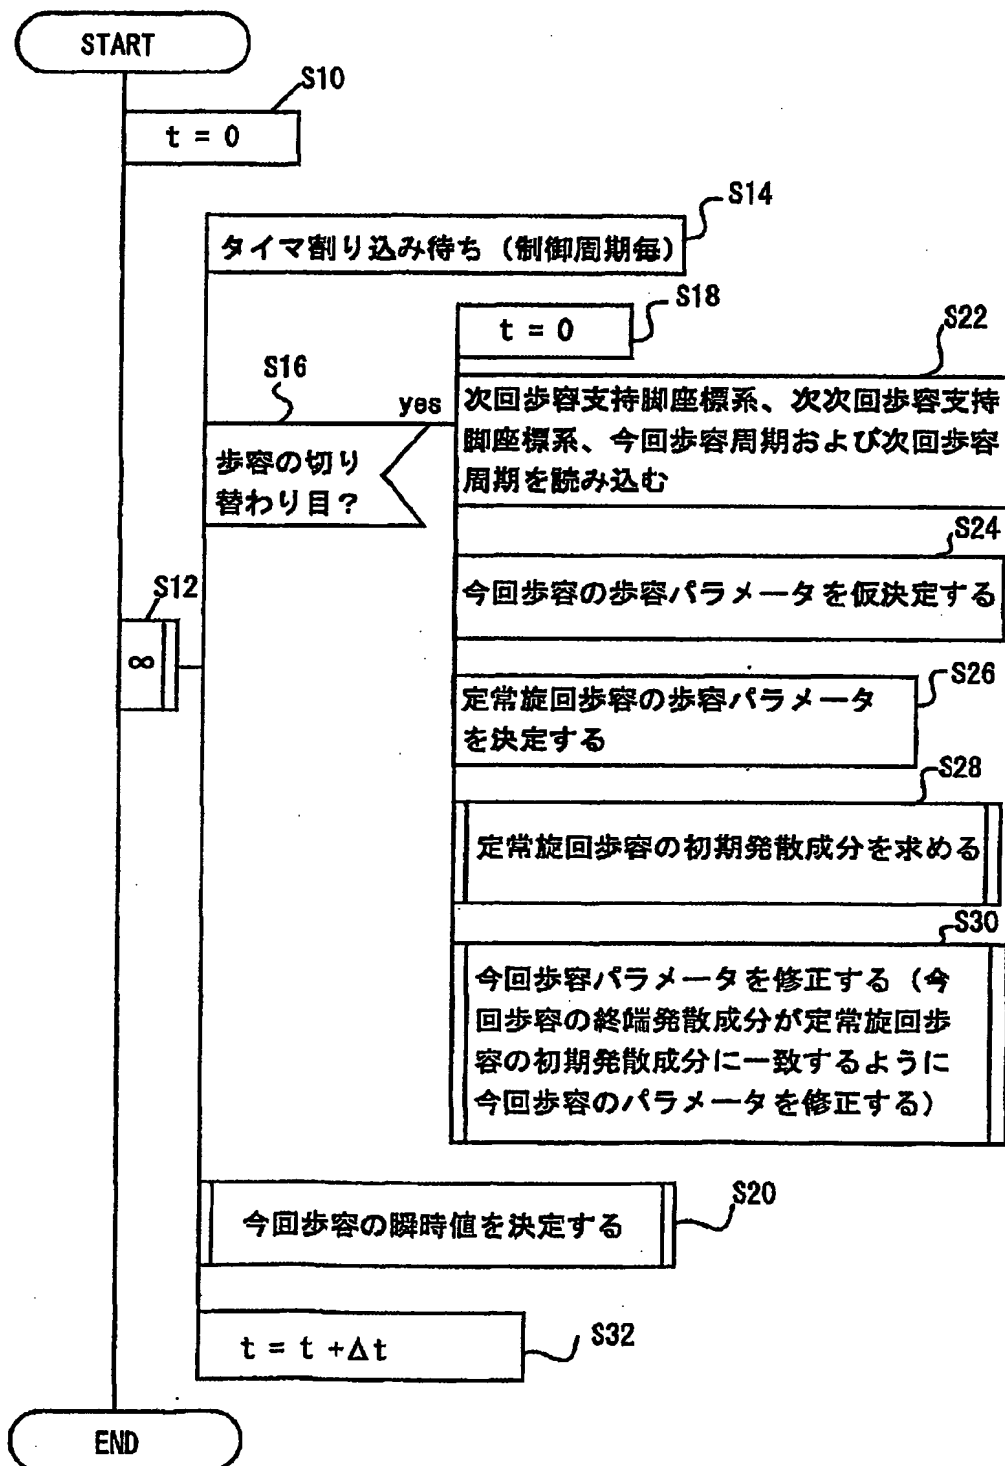 START
S10
t = 0
S14
タイマ割り込み待ち（制御周期毎）
S18
t = 0
S16
yes
歩容の切り
替わり目？
S22
次回歩容支持脚座標系、次次回歩容支持
脚座標系、今回歩容周期および次回歩容
周期を読み込む
S24
今回歩容の歩容パラメータを仮決定する
S12
∞
S26
定常旋回歩容の歩容パラメータ
を決定する
S28
定常旋回歩容の初期発散成分を求める
S30
今回歩容パラメータを修正する（今
回歩容の終端発散成分が定常旋回歩
容の初期発散成分に一致するように
今回歩容のパラメータを修正する）
S20
今回歩容の瞬時値を決定する
S32
t = t +Δt
END